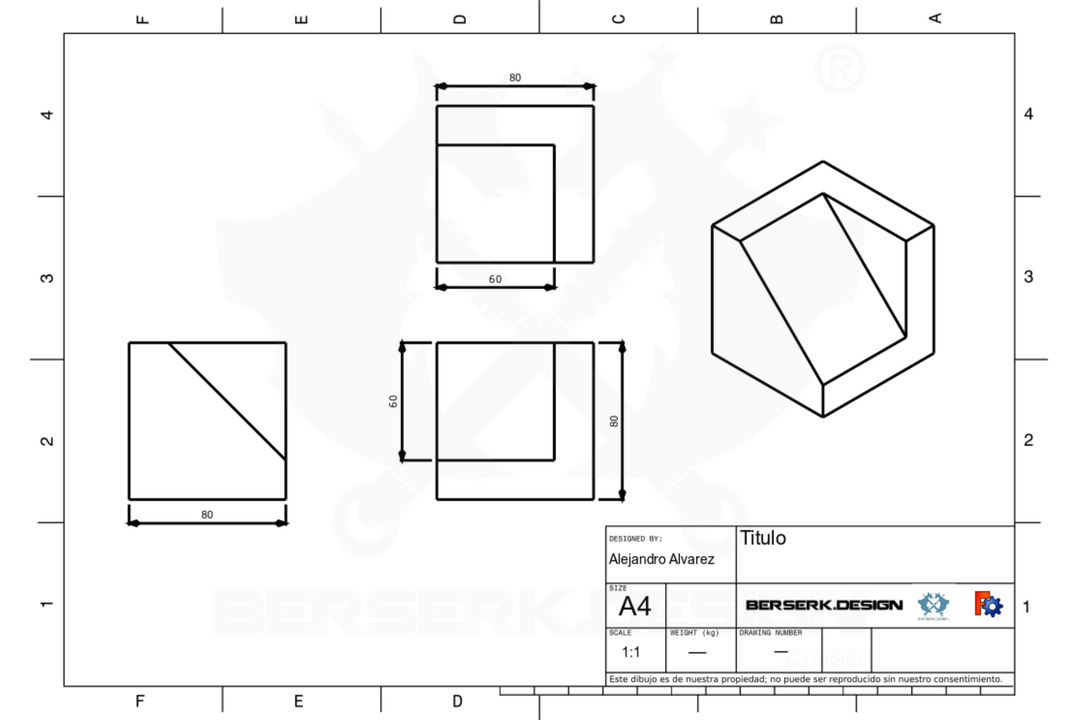 F E D C B A
®
80
4 4
60
3 3
60
80
2 2
80
DESIGNED BY:
Alejandro Alvarez
Titulo
SIZE
A4
BERSERK.DESIGN
BERSERK.DESIGN
1 1
SCALE
1:1
WEIGHT (kg)
—
DRAWING NUMBER
—
Este dibujo es de nuestra propiedad; no puede ser reproducido sin nuestro consentimiento.
F E D